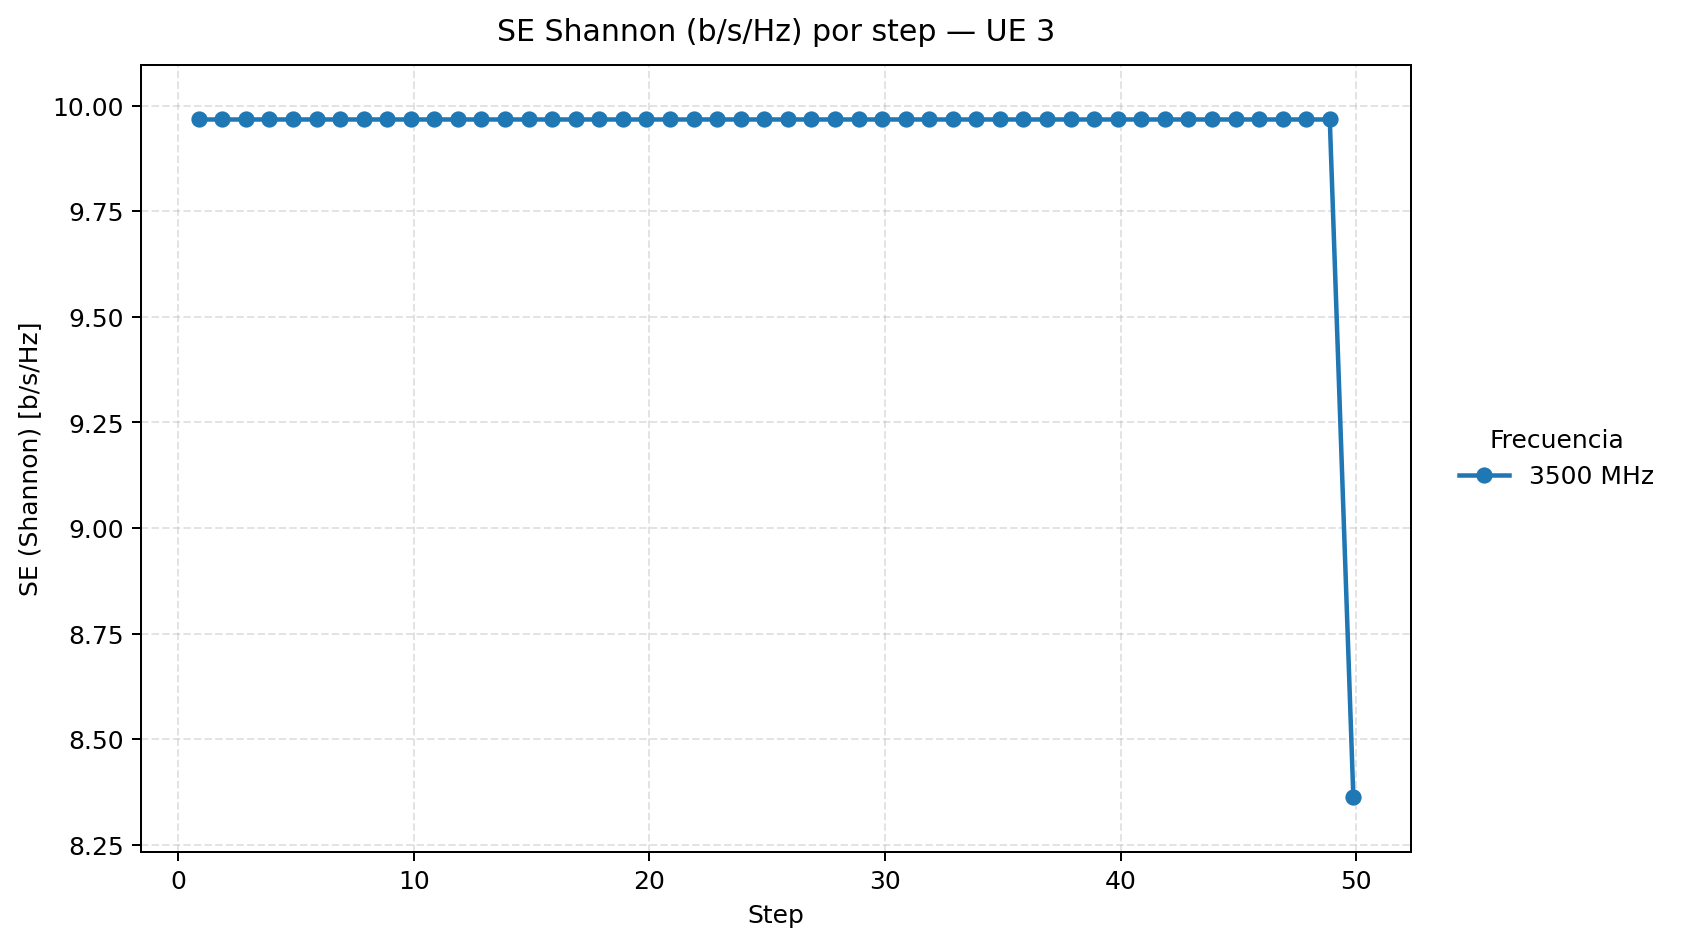 SE Shannon (b/s/Hz) por step — UE 3
SE (Shannon) [b/s/Hz]
10.00
9.75
9.50
9.25
9.00
8.75
8.50
8.25
0 10 20 30 40 50
Step
Frecuencia
3500 MHz